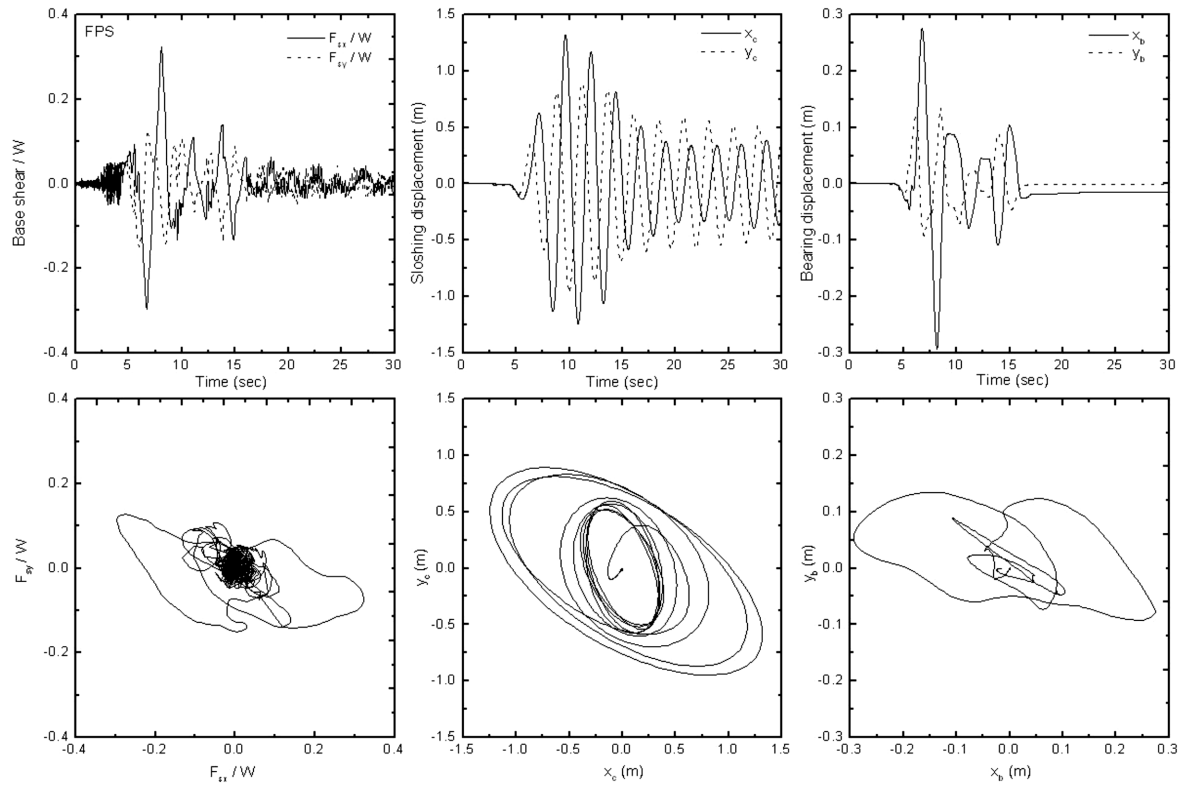 FPS
F_sx / W
F_sy / W
Base shear / W
0.4
0.2
0.0
-0.2
-0.4
0 5 10 15 20 25 30
Time (sec)
x_c
y_c
Sloshing displacement (m)
1.5
1.0
0.5
0.0
-0.5
-1.0
-1.5
0 5 10 15 20 25 30
Time (sec)
x_b
y_b
Bearing displacement (m)
0.3
0.2
0.1
0.0
-0.1
-0.2
-0.3
0 5 10 15 20 25 30
Time (sec)
F_sy / W
0.4
0.2
0.0
-0.2
-0.4
-0.4 -0.2 0.0 0.2 0.4
F_sx / W
y_c (m)
1.5
1.0
0.5
0.0
-0.5
-1.0
-1.5
-1.5 -1.0 -0.5 0.0 0.5 1.0 1.5
x_c (m)
y_b (m)
0.3
0.2
0.1
0.0
-0.1
-0.2
-0.3
-0.3 -0.2 -0.1 0.0 0.1 0.2 0.3
x_b (m)